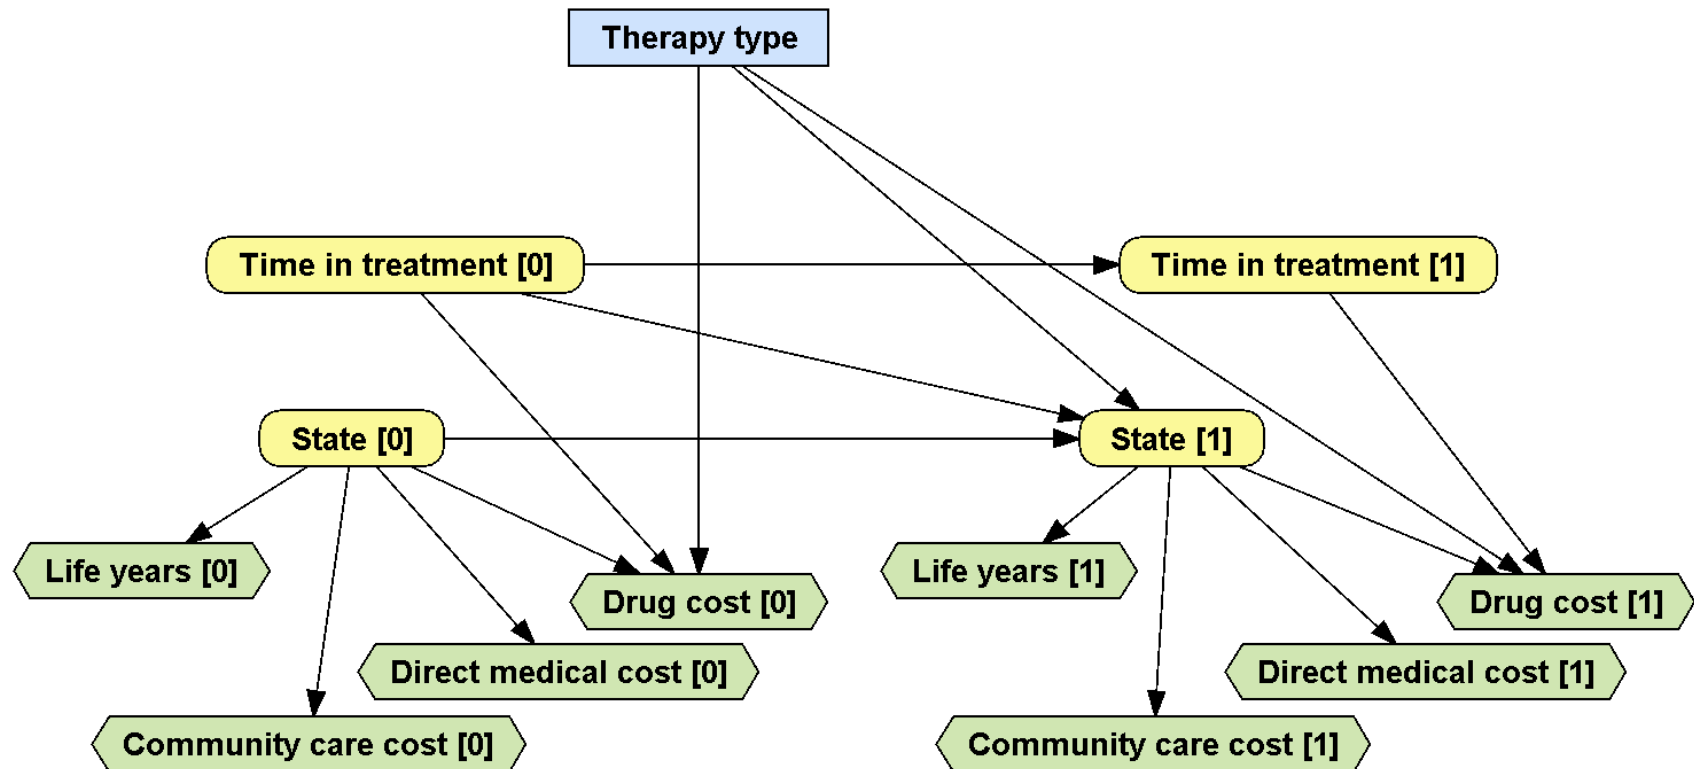 Therapy type
Time in treatment [0]
Time in treatment [1]
State [0]
State [1]
Life years [0]
Life years [1]
Drug cost [0]
Drug cost [1]
Direct medical cost [0]
Direct medical cost [1]
Community care cost [0]
Community care cost [1]